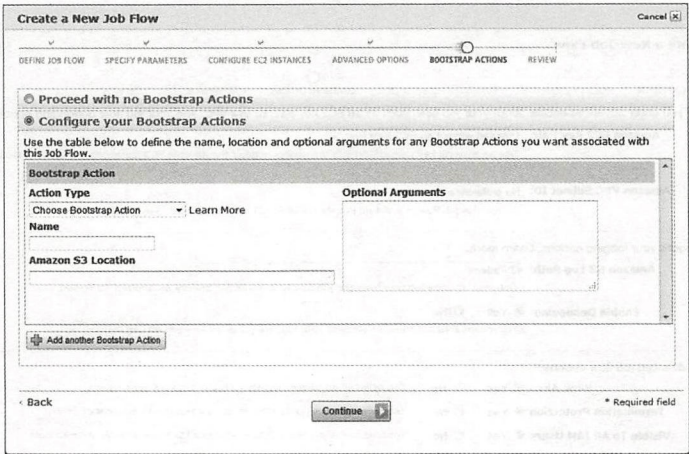 Create a New Job Flow
Cancel
DEFINE JOB FLOW SPECIFY PARAMETERS CONFIGURE EC2 INSTANCES ADVANCED OPTIONS BOOTSTRAP ACTIONS REVIEW
Proceed with no Bootstrap Actions
Configure your Bootstrap Actions
Use the table below to define the name, location and optional arguments for any Bootstrap Actions you want associated with
this Job Flow.
Bootstrap Action
Action Type
Optional Arguments
Choose Bootstrap Action Learn More
Name
Amazon S3 Location
Add another Bootstrap Action
‹ Back
Continue
* Required field